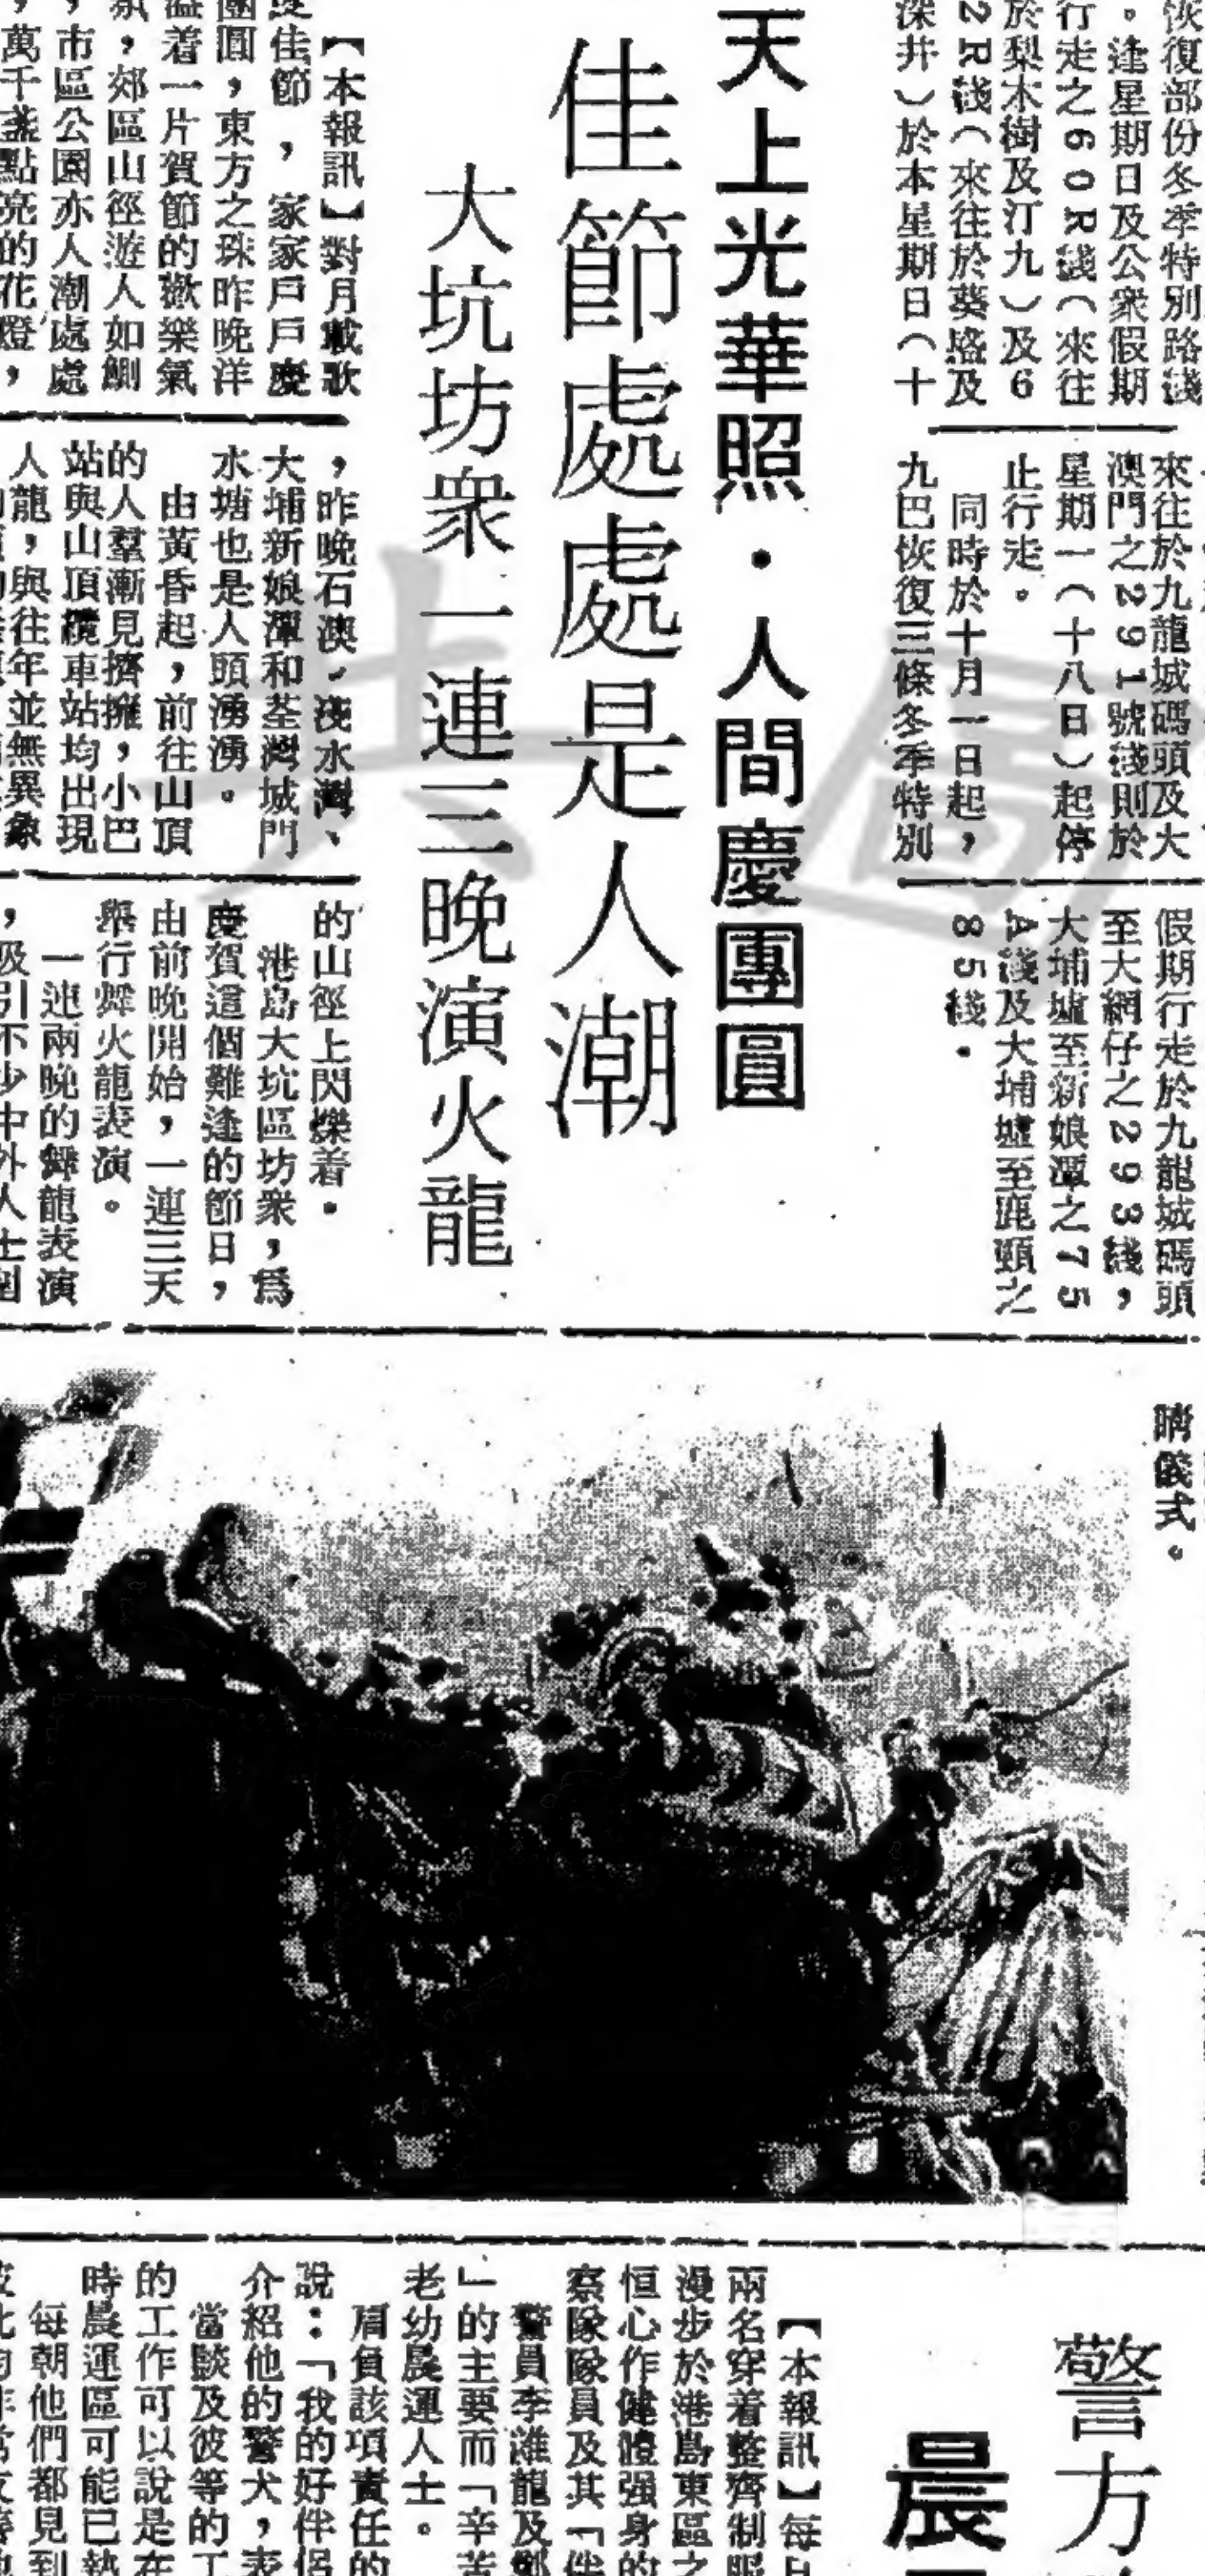 恢復部份冬季特別路綫
。逢星期日及公衆假期
行走之60R綫（來往
於梨木樹及汀九）及6
2R綫（來往於葵盛及
深井）於本星期日（十
來往於九龍城碼頭及大
澳門之291號綫則於
星期一（十八日）起停
止行走。
同時於十月一日起，
九巴恢復三條冬季特別
假期行走於九龍城碼頭
至大網仔之293綫，
大埔墟至新娘潭之75
A綫及大埔墟至鹿頸之
85綫．
天上光華照．人間慶團圓
佳節處處是人潮
大坑坊衆一連三晚演火龍
【本報訊】對月載歌
佳節，家家戶戶慶
團圓，東方之珠昨晚洋
溢着一片賀節的歡樂氣
氛，郊區山徑遊人如鯽
，市區公園亦人潮處處
，萬千盞點亮的花燈，
，昨晚石澳、淺水灣、
大埔新娘潭和荃灣城門
水塘也是人頭湧湧。
由黃昏起，前往山頂
的人羣漸見擠擁，小巴
站與山頂纜車站均出現
人龍，與往年並無異象
的山徑上閃爍着．
港島大坑區坊衆，爲
慶賀這個難逢的節日，
由前晚開始，一連三天
舉行舞火龍表演。
一連兩晚的舞龍表演
，吸引不少中外人士到
睛儀式。
警方
晨
【本報訊】每日
兩名穿着整齊制服
漫步於港島東區之
恒心作健體强身的
察隊隊員及其「伴
警員李濰龍及鄭
」的主要而「辛苦
老幼晨運人士。
肩負該項責任的
說：「我的好伴侶
介紹他的警犬，表
當談及彼等的工
的工作可以說是在
時晨運區可能已熱
每朝他們都見到